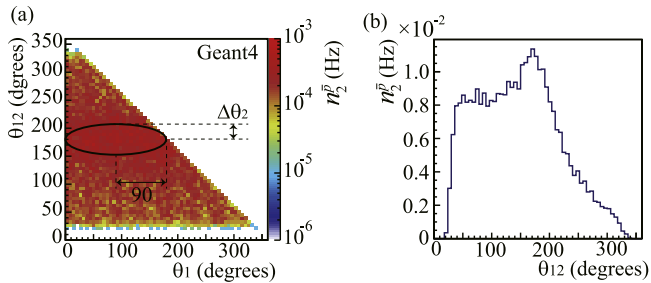 (a)
Geant4
θ12 (dgrees)
350
300
250
200
150
100
50
0
Δθ2
90
0 100 200 300
θ1 (degrees)
10^-3
10^-4
10^-5
10^-6
n_2^p̄ (Hz)
(b)
×10^-2
n_2^p̄ (Hz)
1.0
0.8
0.6
0.4
0.2
0
0 100 200 300
θ12 (degrees)